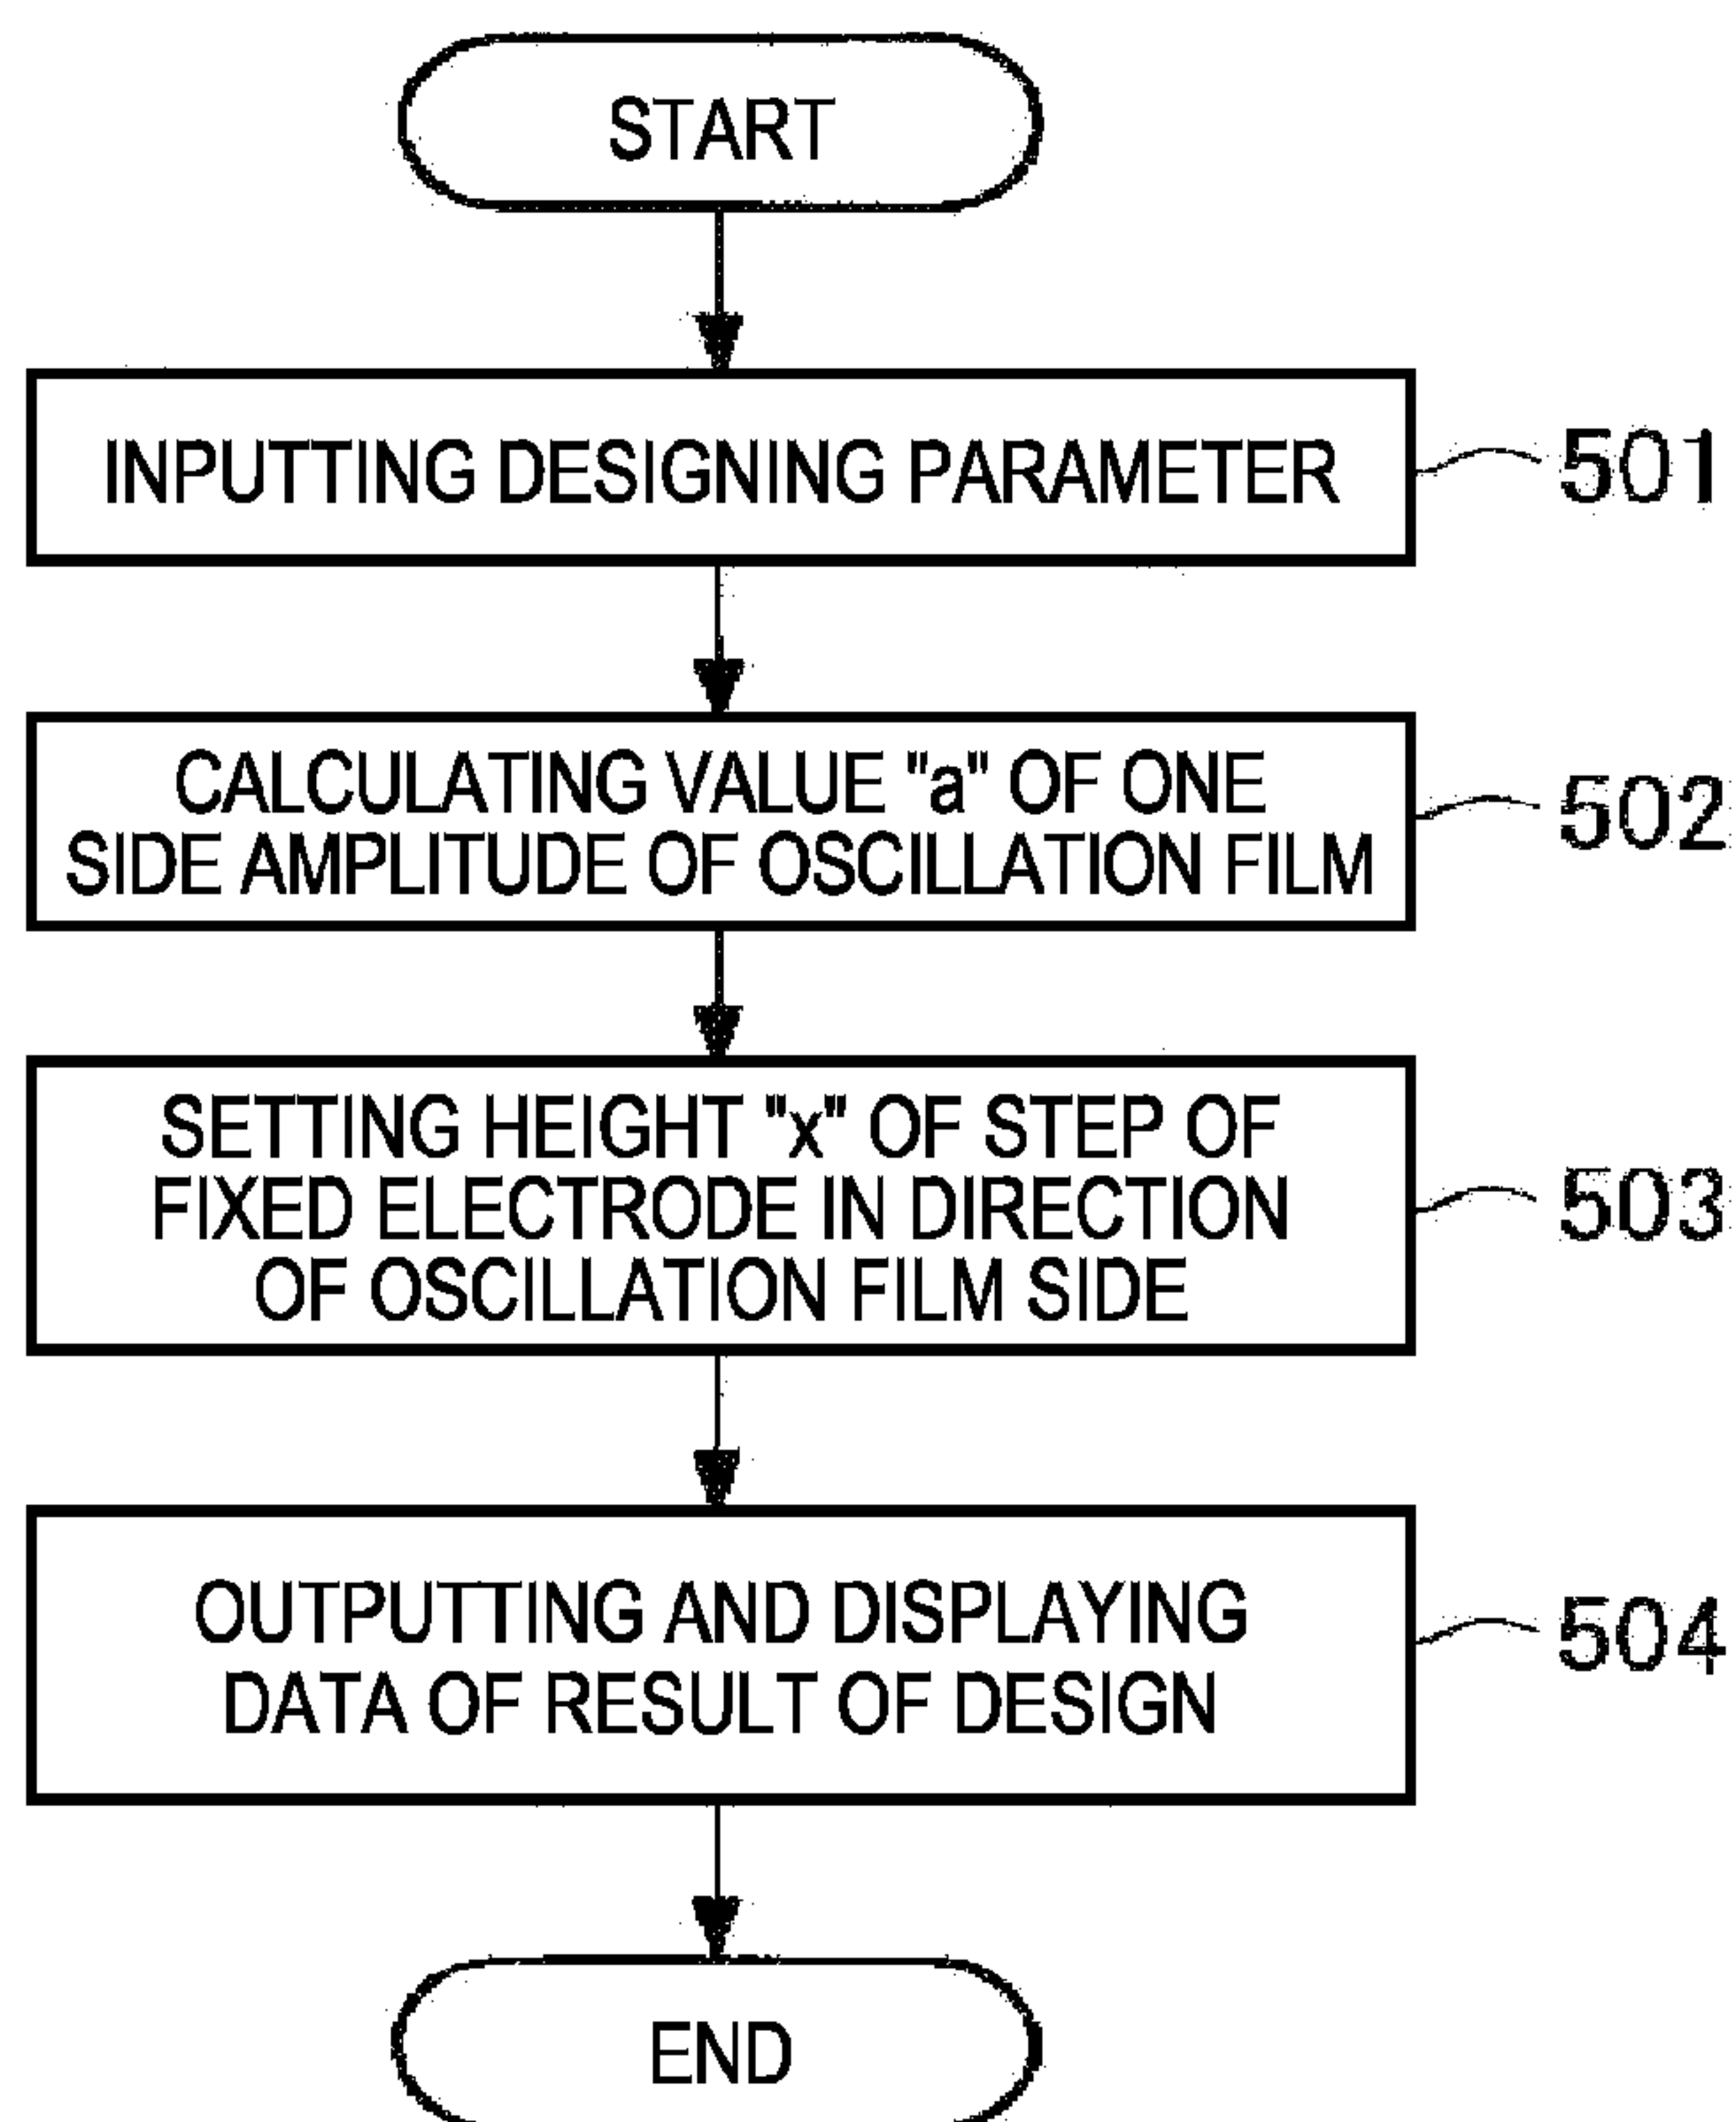 START
INPUTTING DESIGNING PARAMETER
501
CALCULATING VALUE "a" OF ONE
SIDE AMPLITUDE OF OSCILLATION FILM
502
SETTING HEIGHT "x" OF STEP OF
FIXED ELECTRODE IN DIRECTION
OF OSCILLATION FILM SIDE
503
OUTPUTTING AND DISPLAYING
DATA OF RESULT OF DESIGN
504
END